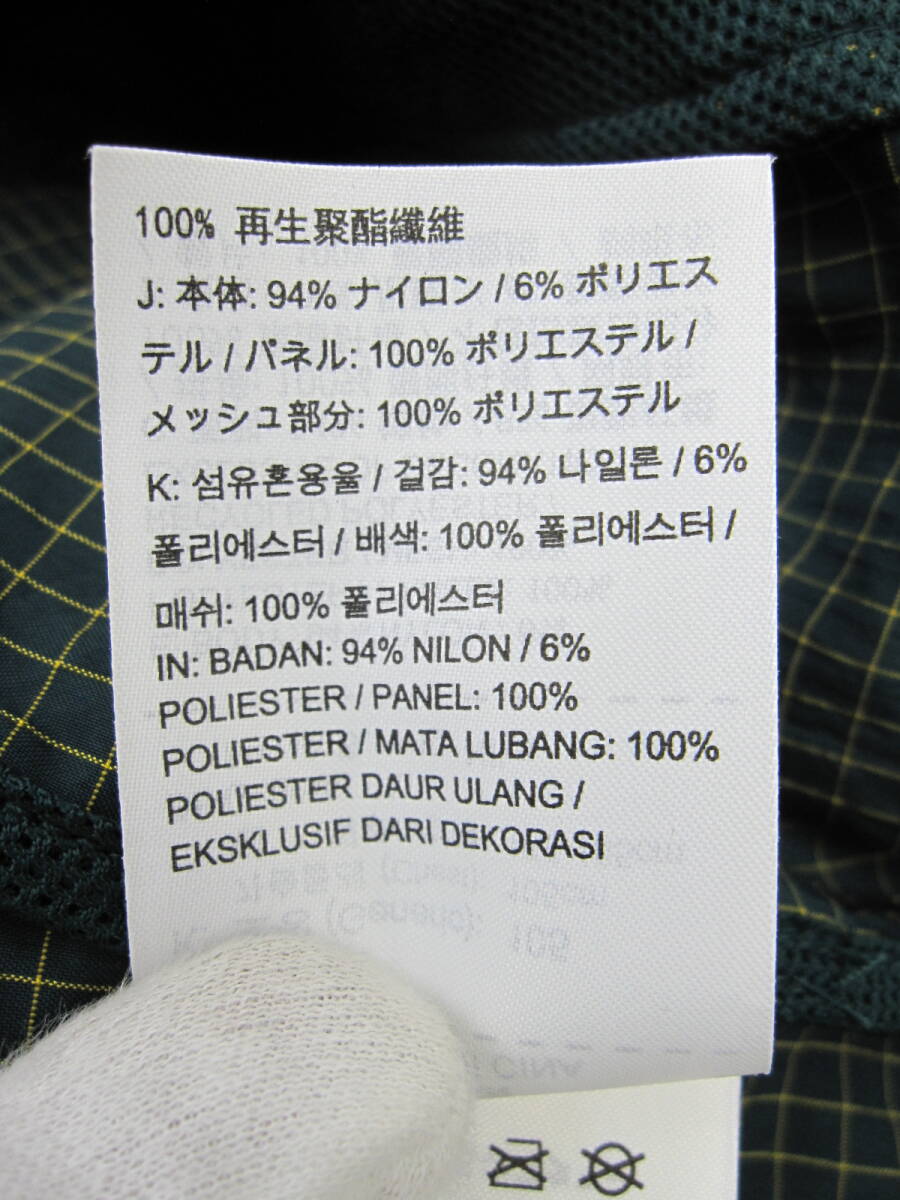 100% 再生聚酯纖維
J: 本体: 94% ナイロン / 6% ポリエス
テル / パネル: 100% ポリエステル /
メッシュ部分: 100% ポリエステル
K: 섬유혼용율 / 겉감: 94% 나일론 / 6%
폴리에스터 / 배색: 100% 폴리에스터 /
매쉬: 100% 폴리에스터
IN: BADAN: 94% NILON / 6%
POLIESTER / PANEL: 100%
POLIESTER / MATA LUBANG: 100%
POLIESTER DAUR ULANG /
EKSKLUSIF DARI DEKORASI